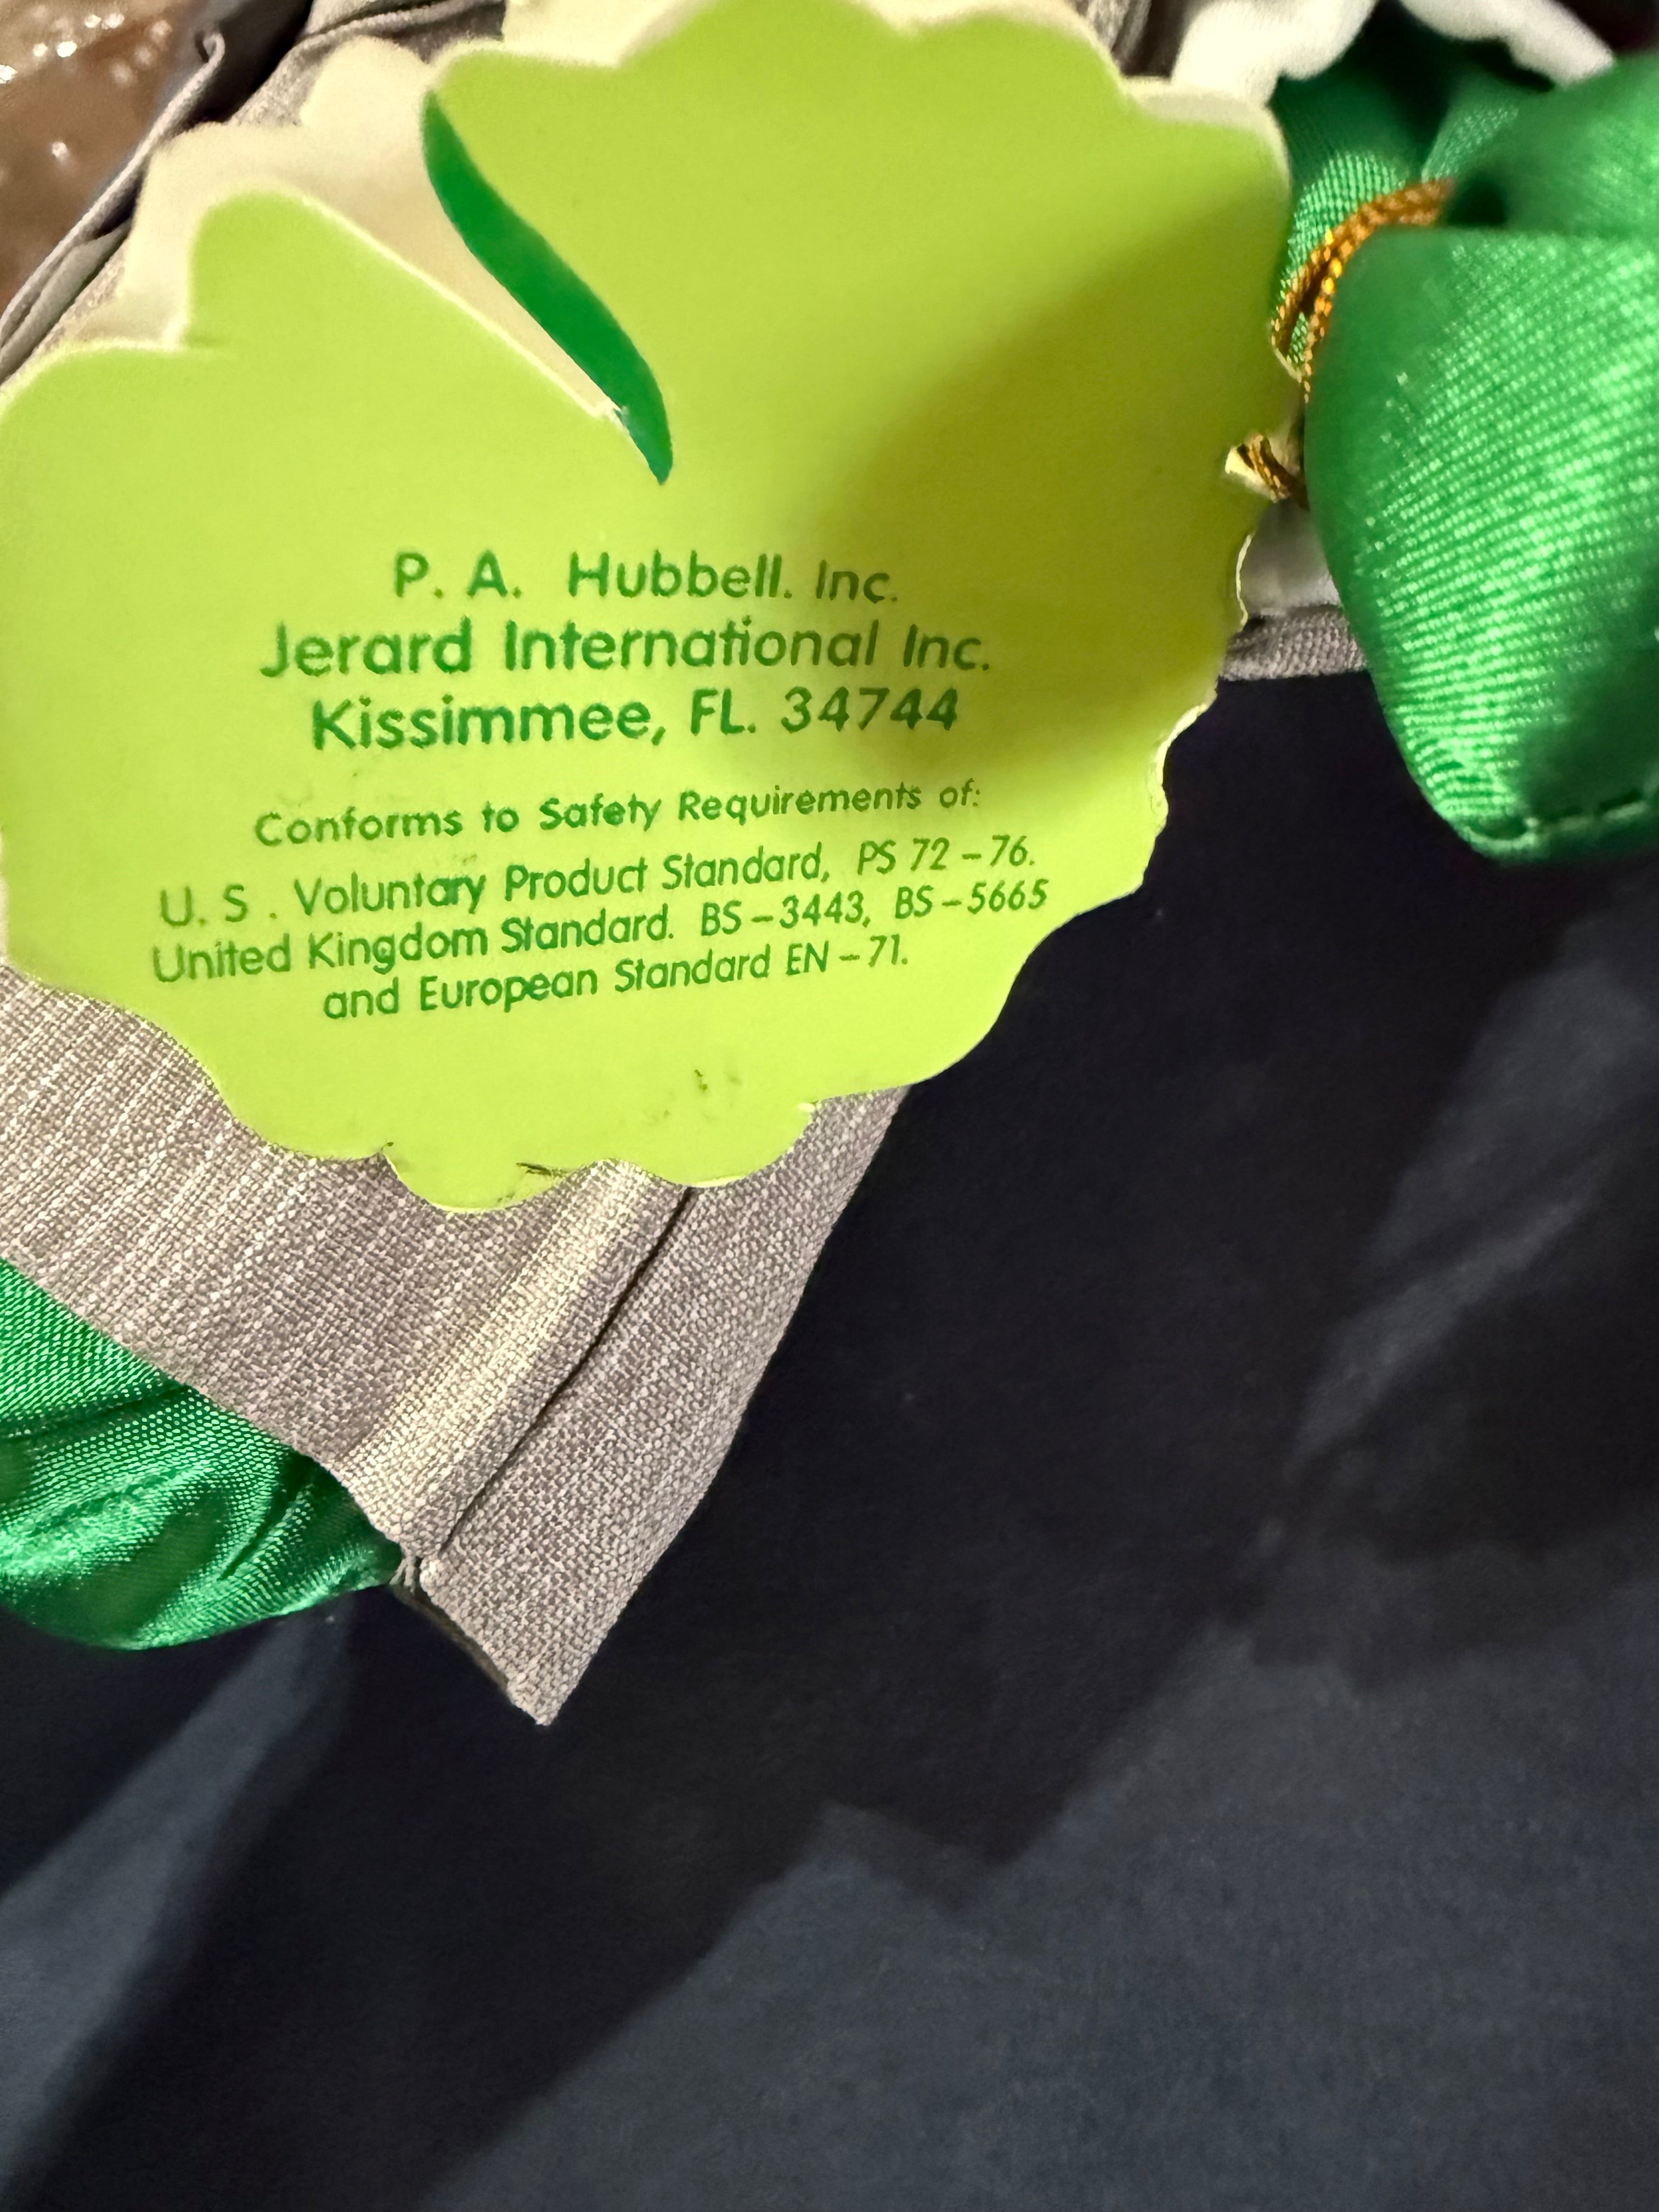 P. A. Hubbell. Inc.
Jerard International Inc.
Kissimmee, FL. 34744
Conforms to Safety Requirements of:
U. S . Voluntary Product Standard, PS 72 – 76.
United Kingdom Standard. BS – 3443, BS – 5665
and European Standard EN – 71.